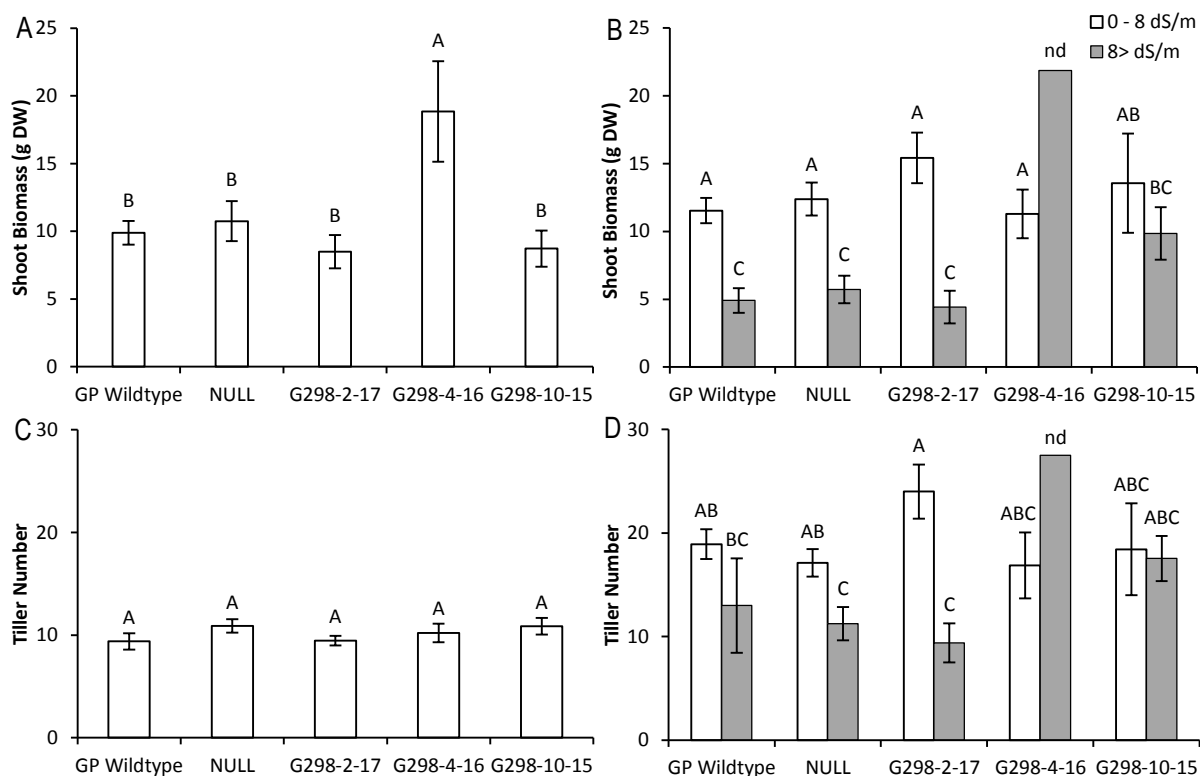 A
Shoot Biomass (g DW)
25
20
15
10
5
0
B
B
B
A
B
GP Wildtype NULL G298-2-17 G298-4-16 G298-10-15
B
0 - 8 dS/m
8> dS/m
Shoot Biomass (g DW)
25
20
15
10
5
0
A
C
A
C
A
C
A
nd
AB
BC
GP Wildtype NULL G298-2-17 G298-4-16 G298-10-15
C
Tiller Number
30
20
10
0
A
A
A
A
A
GP Wildtype NULL G298-2-17 G298-4-16 G298-10-15
D
Tiller Number
30
20
10
0
AB
BC
AB
C
A
C
ABC
nd
ABC
ABC
GP Wildtype NULL G298-2-17 G298-4-16 G298-10-15